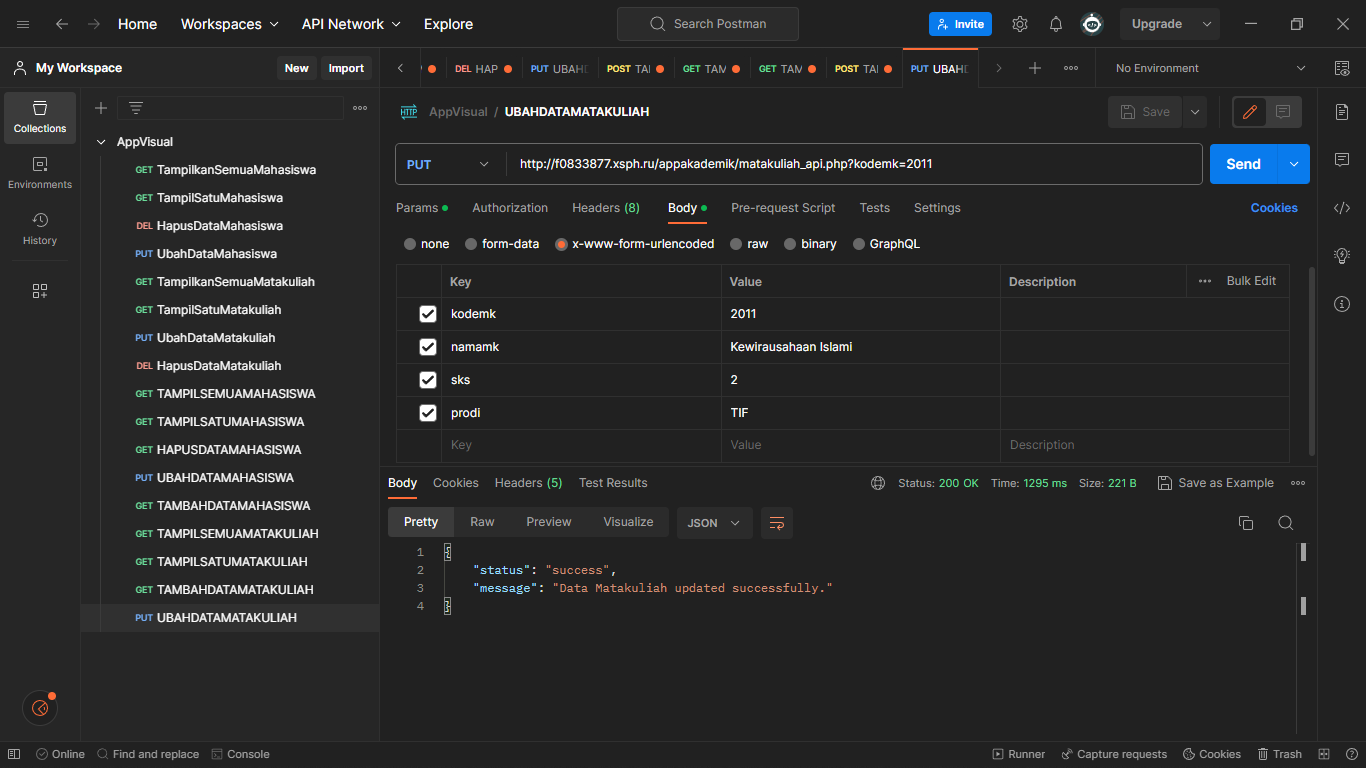 Home Workspaces API Network Explore Search Postman Invite Upgrade
My Workspace New Import
DEL HAP PUT UBAHD POST TAI GET TAM GET TAM POST TAI PUT UBAHD No Environment
Collections
Environments
History
AppVisual
GET TampilkanSemuaMahasiswa
GET TampilSatuMahasiswa
DEL HapusDataMahasiswa
PUT UbahDataMahasiswa
GET TampilkanSemuaMatakuliah
GET TampilSatuMatakuliah
PUT UbahDataMatakuliah
DEL HapusDataMatakuliah
GET TAMPILSEMUAMAHASISWA
GET TAMPILSATUMAHASISWA
GET HAPUSDATAMAHASISWA
PUT UBAHDATAMAHASISWA
GET TAMBAHDATAMAHASISWA
GET TAMPILSEMUAMATAKULIAH
GET TAMPILSATUMATAKULIAH
GET TAMBAHDATAMATAKULIAH
PUT UBAHDATAMATAKULIAH
HTTP AppVisual / UBAHDATAMATAKULIAH Save
PUT http://f0833877.xsph.ru/appakademik/matakuliah_api.php?kodemk=2011 Send
Params Authorization Headers (8) Body Pre-request Script Tests Settings Cookies
none form-data x-www-form-urlencoded raw binary GraphQL
Key Value Description Bulk Edit
kodemk 2011
namamk Kewirausahaan Islami
sks 2
prodi TIF
Key Value Description
Body Cookies Headers (5) Test Results Status: 200 OK Time: 1295 ms Size: 221 B Save as Example
Pretty Raw Preview Visualize JSON
1 {
2 "status": "success",
3 "message": "Data Matakuliah updated successfully."
4 }
Online Find and replace Console Runner Capture requests Cookies Trash